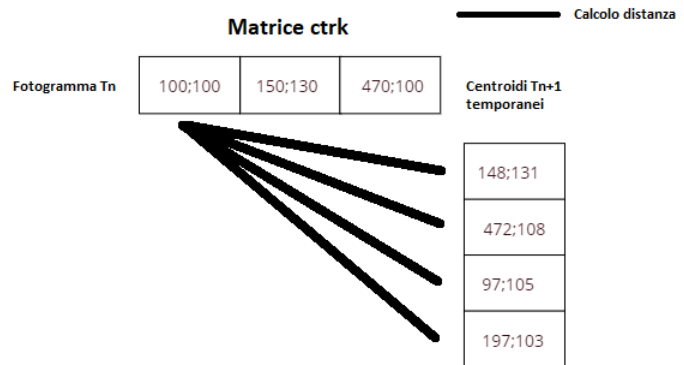 Calcolo distanza
Matrice ctrk
Fotogramma Tn
100;100
150;130
470;100
Centroidi Tn+1
temporanei
148;131
472;108
97;105
197;103